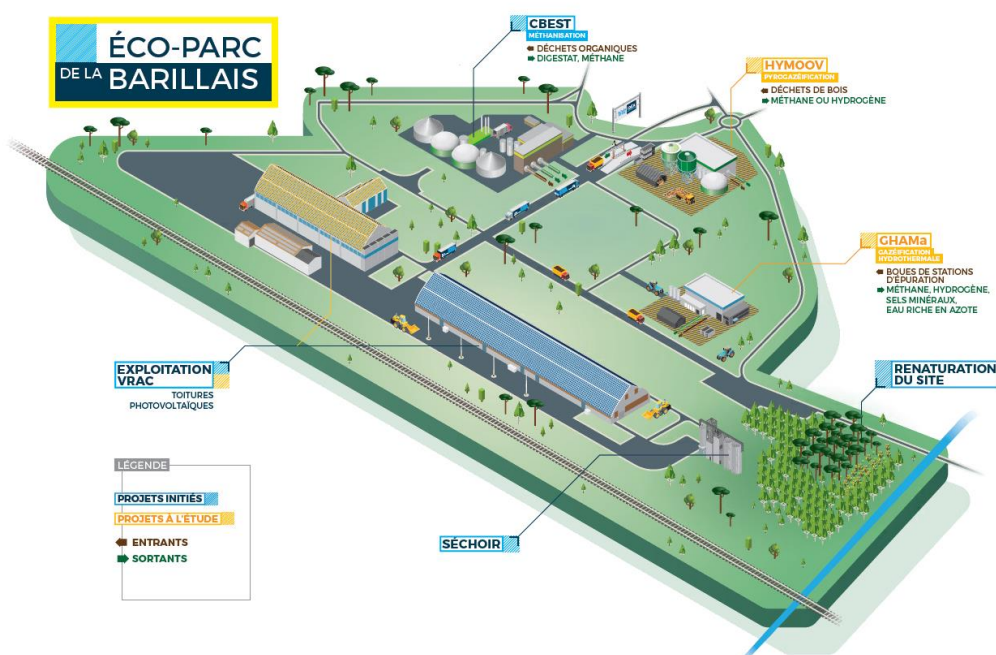 ÉCO-PARC
DE LA BARILLAIS
CBEST
MÉTHANISATION
DÉCHETS ORGANIQUES
DIGESTAT, MÉTHANE
HYMOOV
PYROGAZÉIFICATION
DÉCHETS DE BOIS
MÉTHANE OU HYDROGÈNE
GHAMa
GAZÉIFICATION
HYDROTHERMALE
BOUES DE STATIONS
D'ÉPURATION
MÉTHANE, HYDROGÈNE,
SELS MINÉRAUX,
EAU RICHE EN AZOTE
EXPLOITATION
VRAC
TOITURES
PHOTOVOLTAÏQUES
RENATURATION
DU SITE
SÉCHOIR
LÉGENDE
PROJETS INITIÉS
PROJETS À L'ÉTUDE
ENTRANTS
SORTANTS